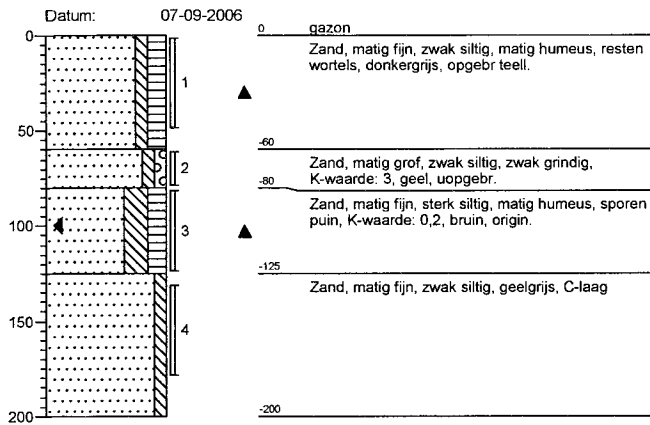 Datum: 07-09-2006
0
50
100
150
200
1
2
3
4
0 gazon
Zand, matig fijn, zwak siltig, matig humeus, resten
wortels, donkergrijs, opgebr teell.
-60
Zand, matig grof, zwak siltig, zwak grindig,
K-waarde: 3, geel, uopgebr.
-80
Zand, matig fijn, sterk siltig, matig humeus, sporen
puin, K-waarde: 0,2, bruin, origin.
-125
Zand, matig fijn, zwak siltig, geelgrijs, C-laag
-200